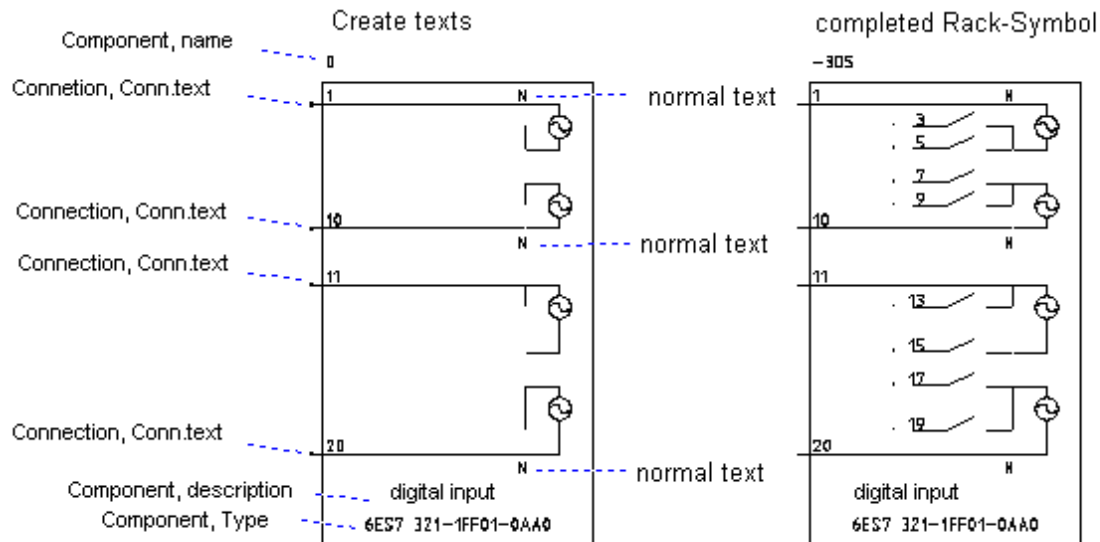 Create texts
completed Rack-Symbol
Component, name
0
-305
Connetion, Conn.text
1
N
normal text
1
N
3
5
7
9
Connection, Conn.text
10
10
N
normal text
N
Connection, Conn.text
11
11
13
15
17
19
Connection, Conn.text
20
20
N
normal text
N
Component, description
digital input
digital input
Component, Type
6ES7 321-1FF01-0AA0
6ES7 321-1FF01-0AA0